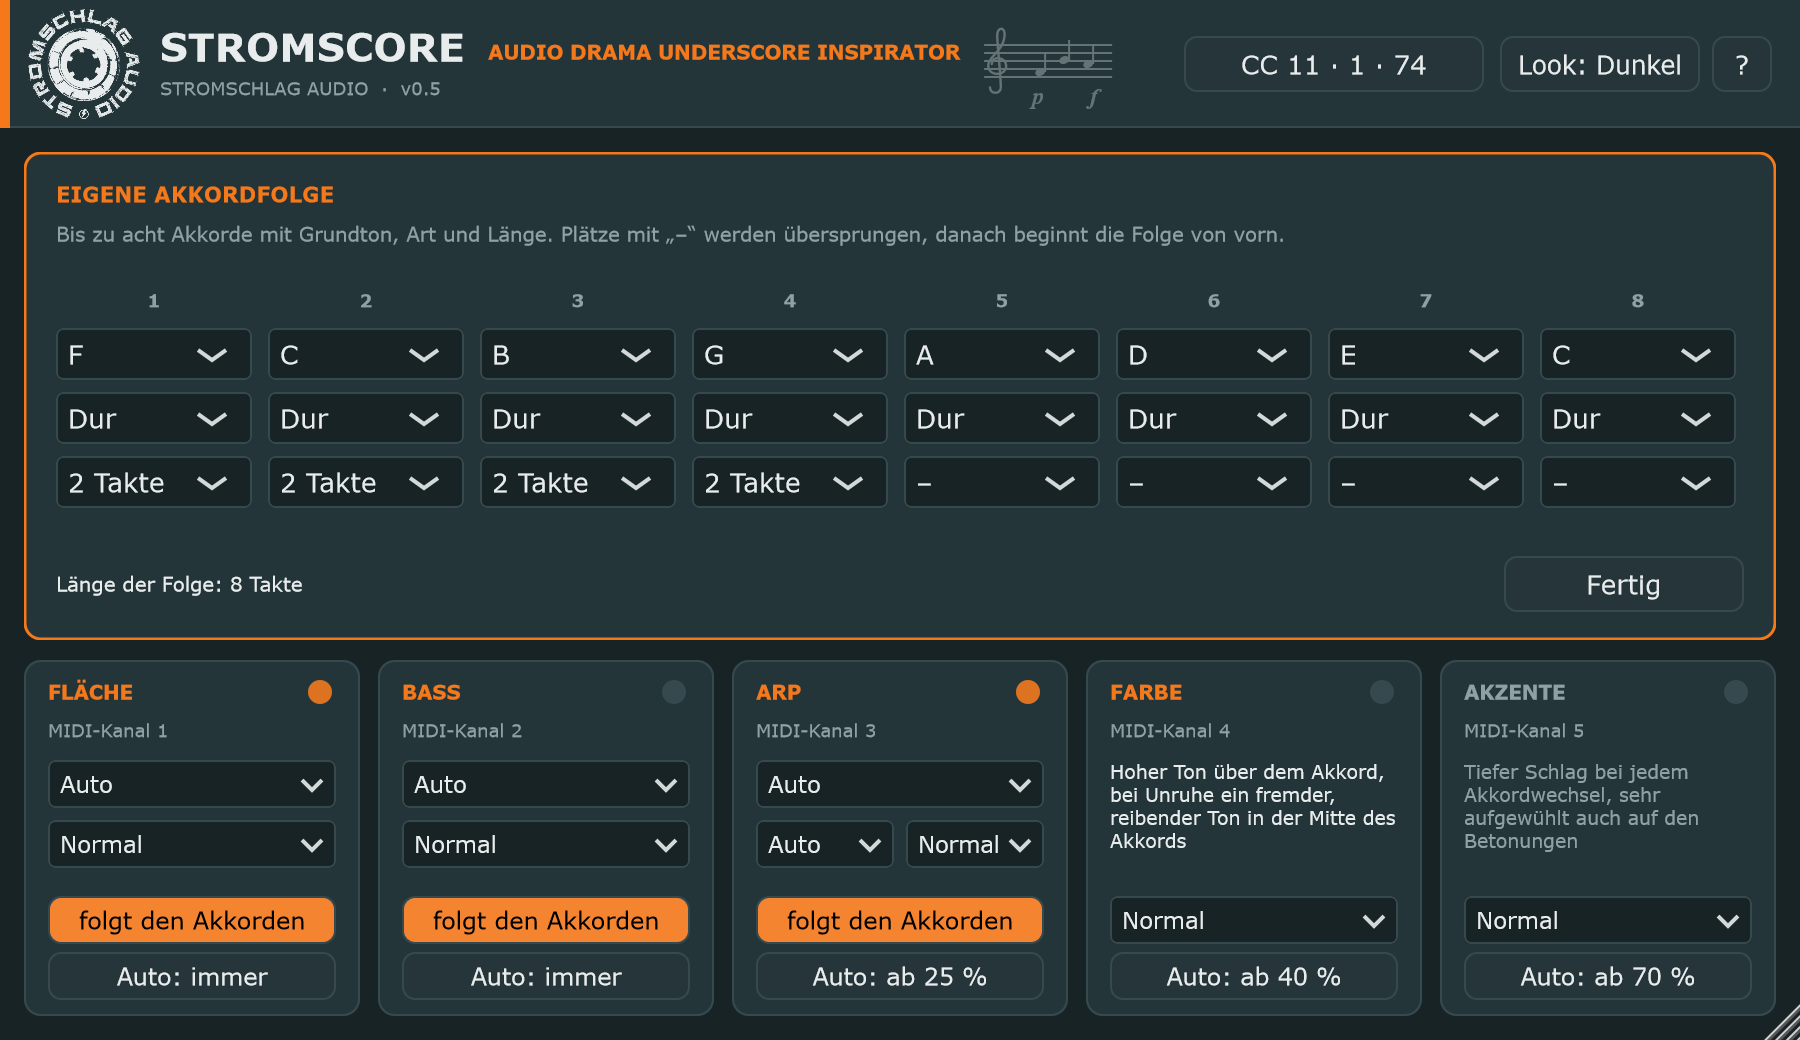 STROMSCHLAG AUDIO
STROMSCORE
AUDIO DRAMA UNDERSCORE INSPIRATOR
STROMSCHLAG AUDIO · v0.5
p f
CC 11 · 1 · 74
Look: Dunkel
?
EIGENE AKKORDFOLGE
Bis zu acht Akkorde mit Grundton, Art und Länge. Plätze mit „–“ werden übersprungen, danach beginnt die Folge von vorn.
1 2 3 4 5 6 7 8
F C B G A D E C
Dur Dur Dur Dur Dur Dur Dur Dur
2 Takte 2 Takte 2 Takte 2 Takte – – – –
Länge der Folge: 8 Takte
Fertig
FLÄCHE
MIDI-Kanal 1
Auto
Normal
folgt den Akkorden
Auto: immer
BASS
MIDI-Kanal 2
Auto
Normal
folgt den Akkorden
Auto: immer
ARP
MIDI-Kanal 3
Auto
Auto Normal
folgt den Akkorden
Auto: ab 25 %
FARBE
MIDI-Kanal 4
Hoher Ton über dem Akkord,
bei Unruhe ein fremder,
reibender Ton in der Mitte des
Akkords
Normal
Auto: ab 40 %
AKZENTE
MIDI-Kanal 5
Tiefer Schlag bei jedem
Akkordwechsel, sehr
aufgewühlt auch auf den
Betonungen
Normal
Auto: ab 70 %